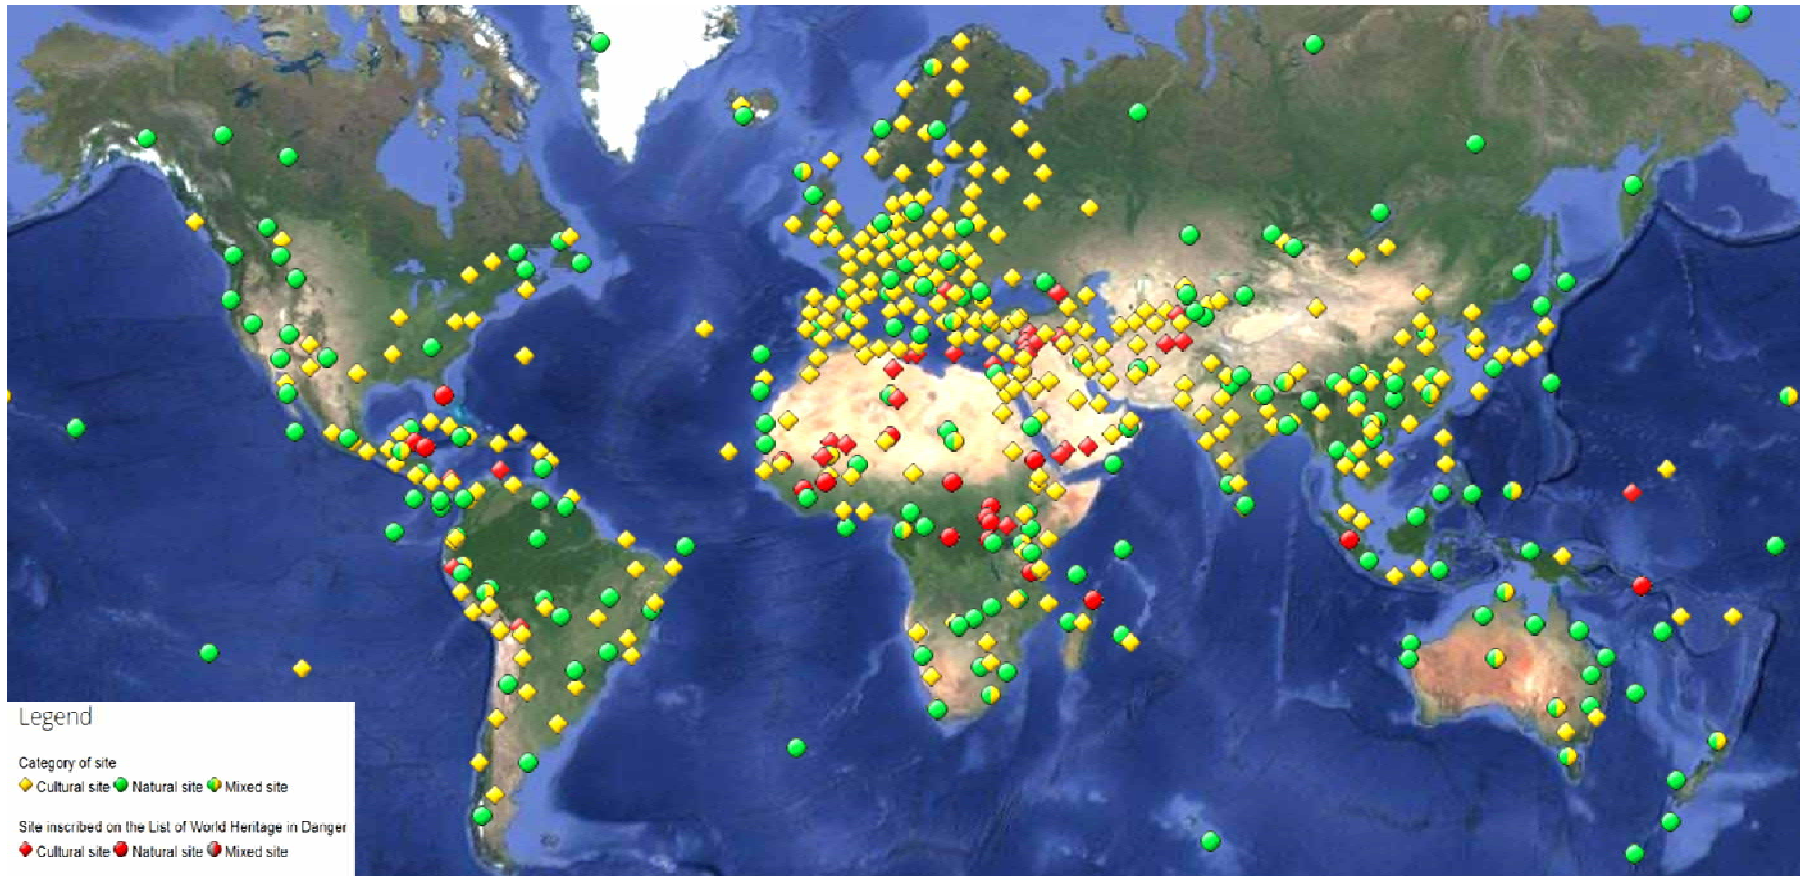 Legend
Category of site
Cultural site Natural site Mixed site
Site inscribed on the List of World Heritage in Danger
Cultural site Natural site Mixed site